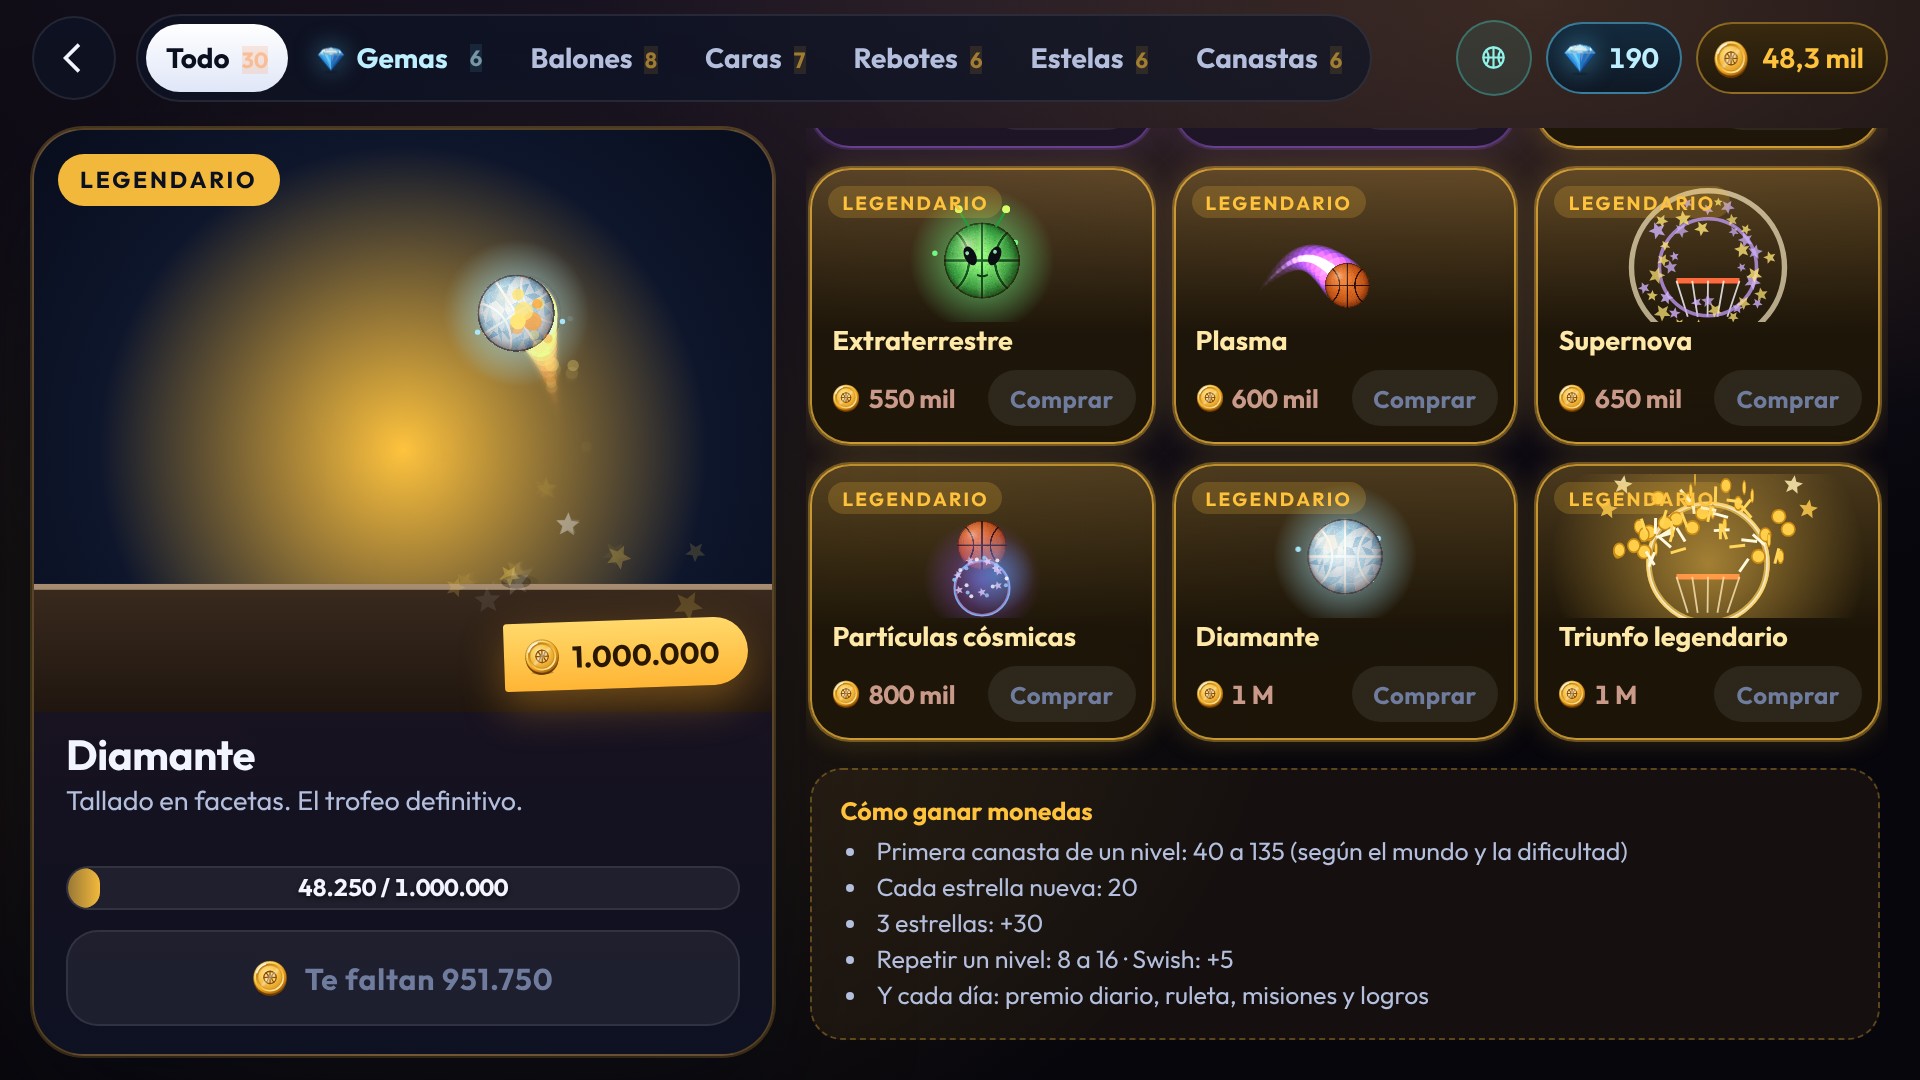 Todo 30
Gemas 6
Balones 8
Caras 7
Rebotes 6
Estelas 6
Canastas 6
190
48,3 mil
LEGENDARIO
1.000.000
Diamante
Tallado en facetas. El trofeo definitivo.
48.250 / 1.000.000
Te faltan 951.750
LEGENDARIO
Extraterrestre
550 mil
Comprar
LEGENDARIO
Plasma
600 mil
Comprar
LEGENDARIO
Supernova
650 mil
Comprar
LEGENDARIO
Partículas cósmicas
800 mil
Comprar
LEGENDARIO
Diamante
1 M
Comprar
LEGENDARIO
Triunfo legendario
1 M
Comprar
Cómo ganar monedas
• Primera canasta de un nivel: 40 a 135 (según el mundo y la dificultad)
• Cada estrella nueva: 20
• 3 estrellas: +30
• Repetir un nivel: 8 a 16 · Swish: +5
• Y cada día: premio diario, ruleta, misiones y logros